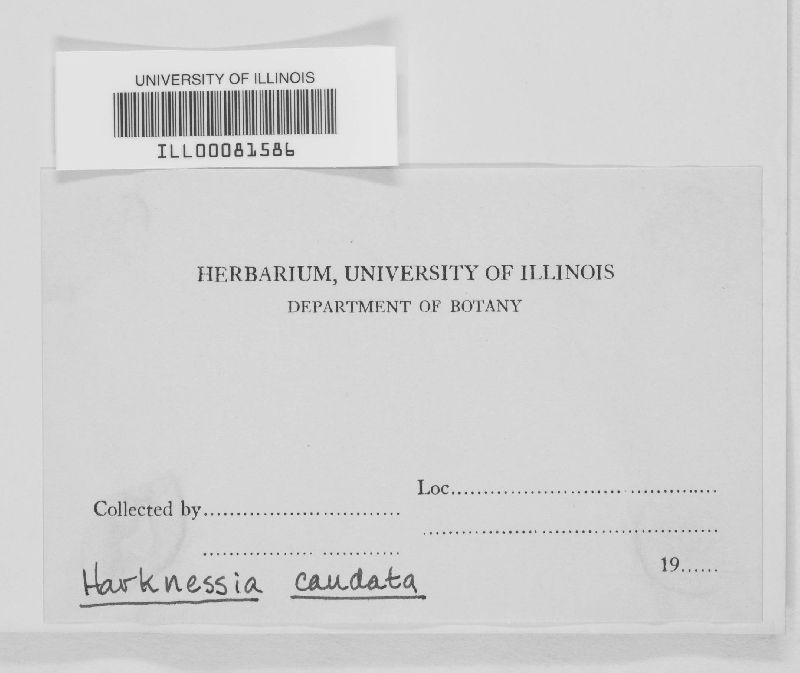 UNIVERSITY OF ILLINOIS
ILL00081586
HERBARIUM, UNIVERSITY OF ILLINOIS
DEPARTMENT OF BOTANY
Loc.
Collected by
19
Harknessia caudata